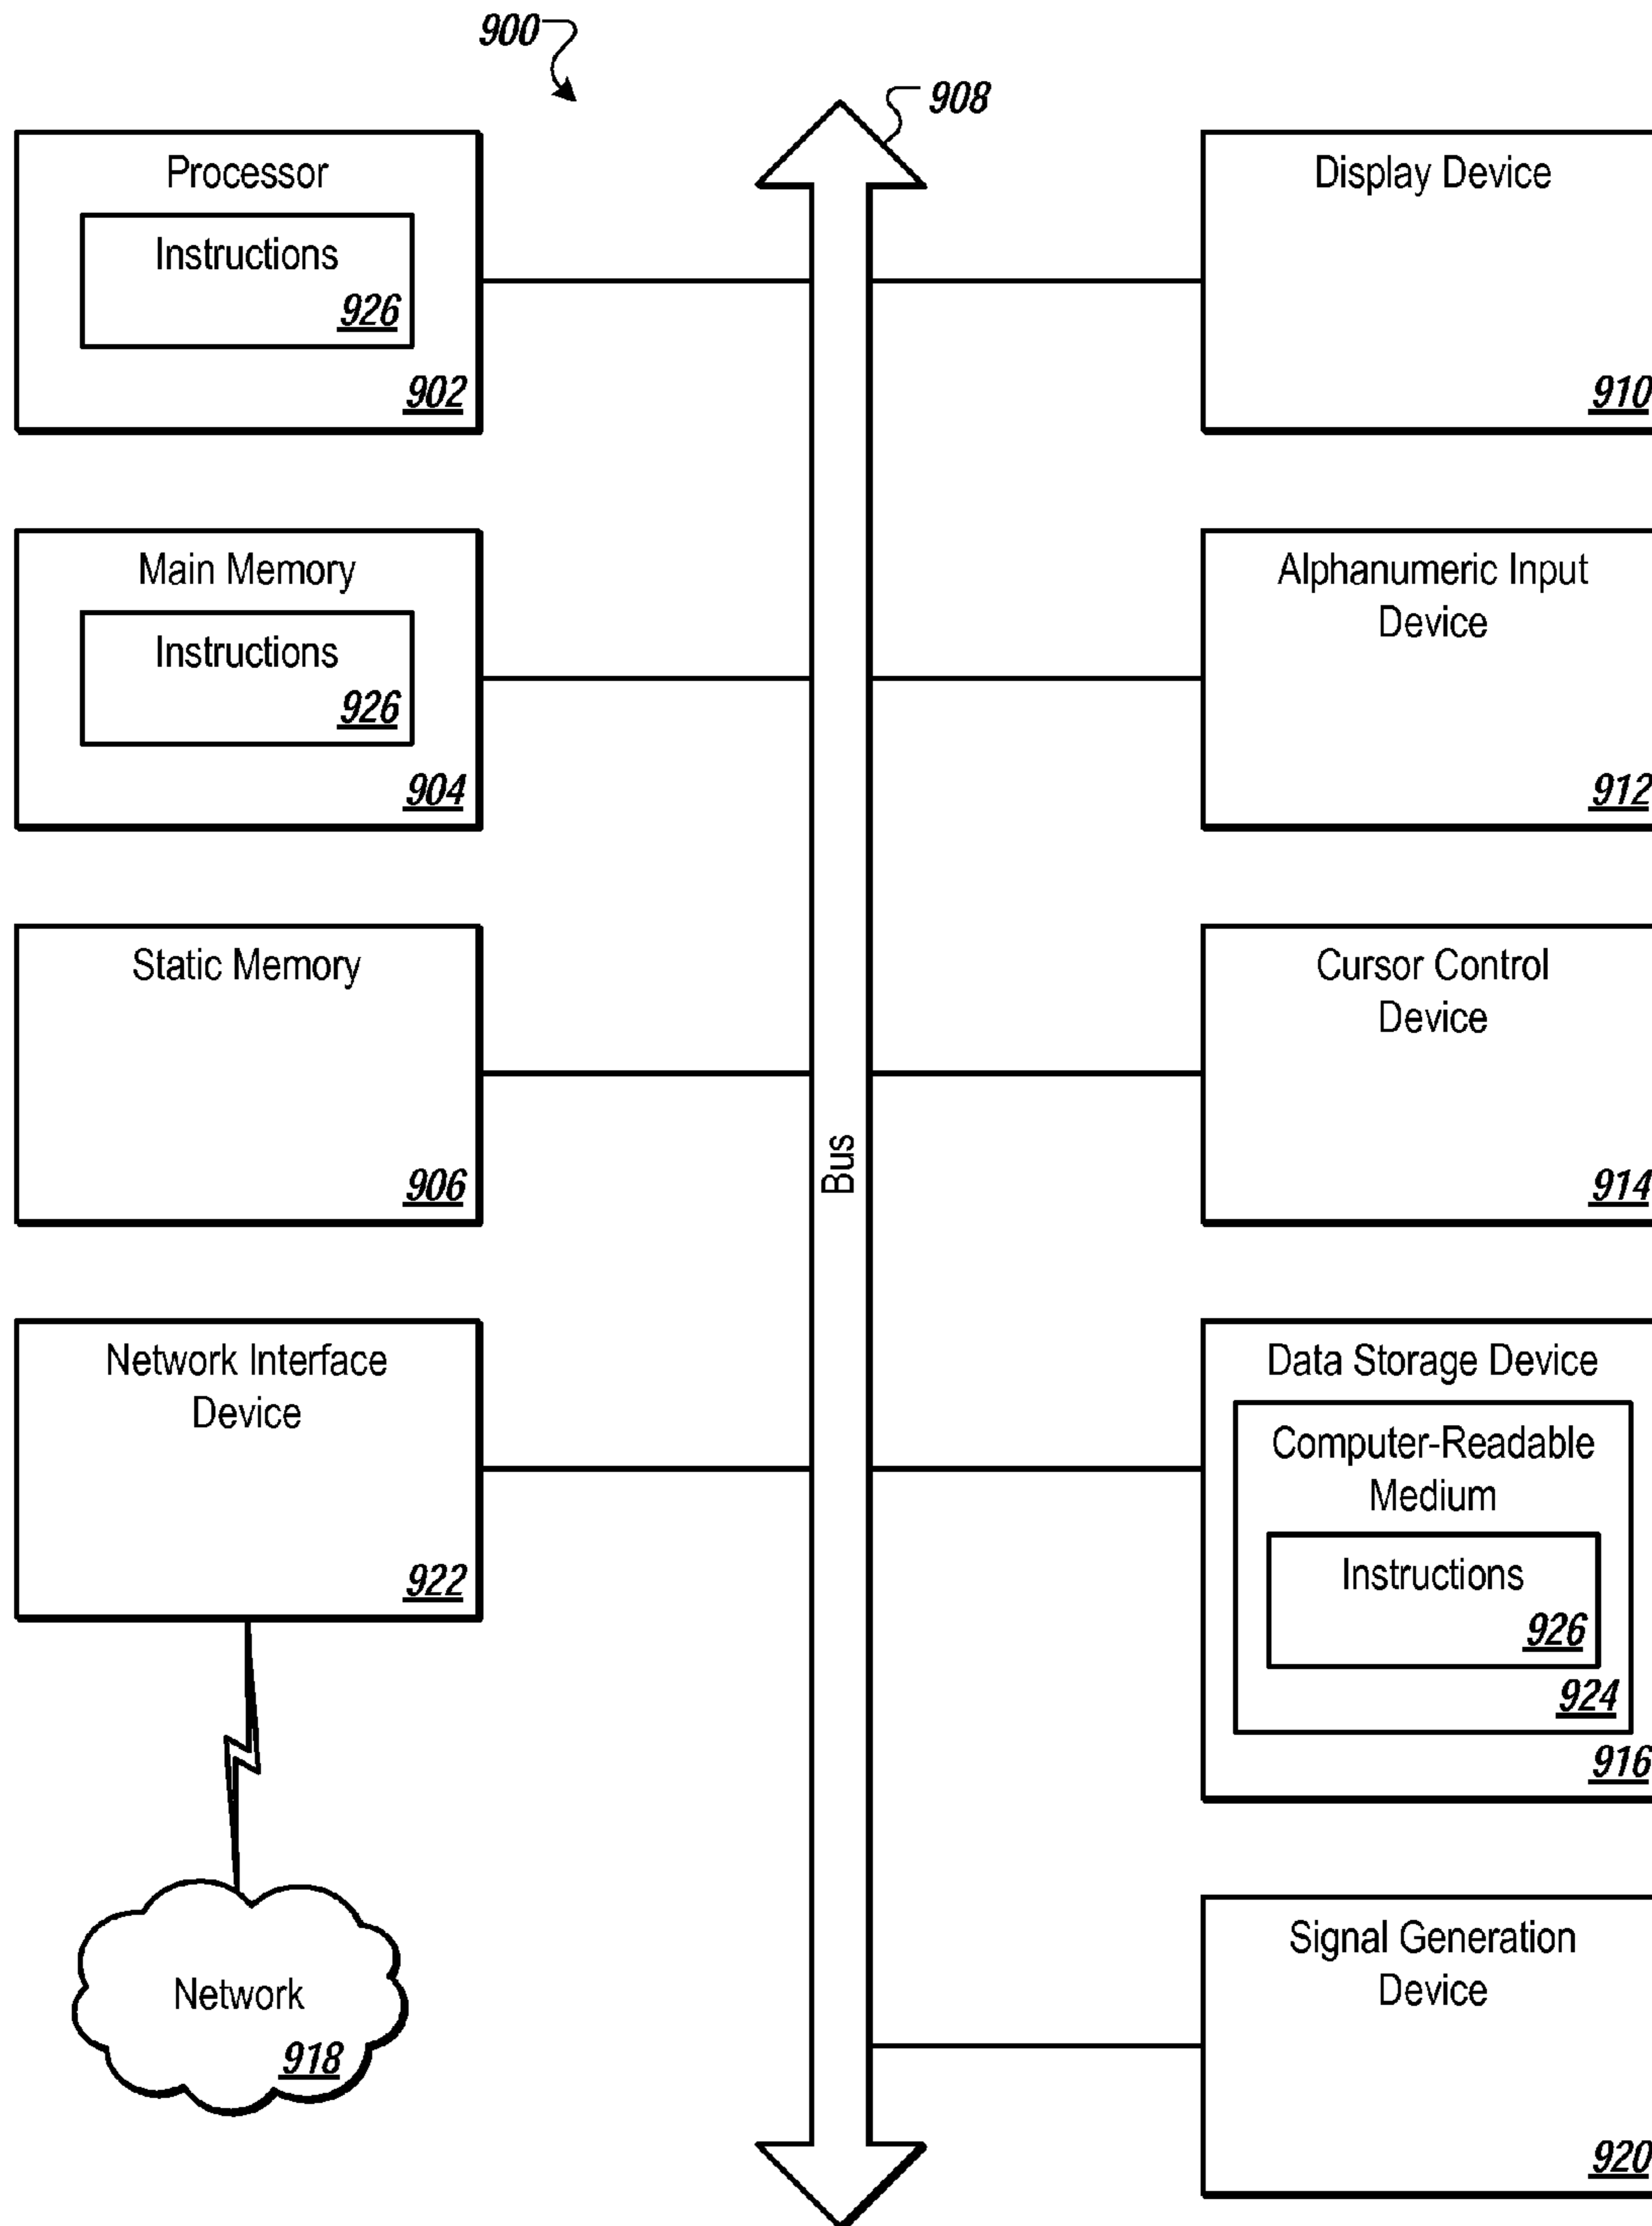 900
908
Processor
Instructions
926
902
Main Memory
Instructions
926
904
Static Memory
906
Network Interface
Device
922
Network
918
Bus
Display Device
910
Alphanumeric Input
Device
912
Cursor Control
Device
914
Data Storage Device
Computer-Readable
Medium
Instructions
926
924
916
Signal Generation
Device
920